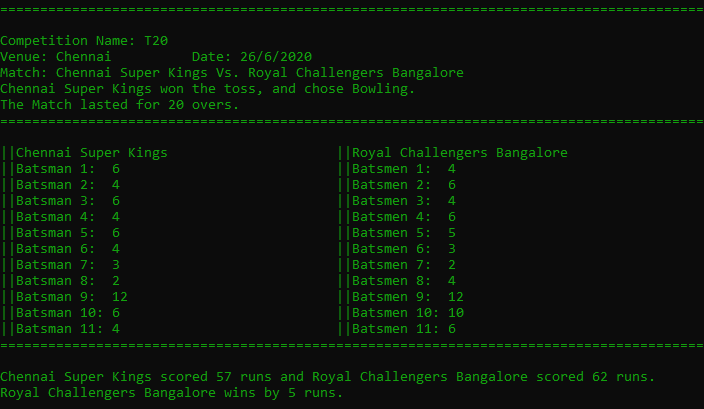 ================================================================================
Competition Name: T20
Venue: Chennai          Date: 26/6/2020
Match: Chennai Super Kings Vs. Royal Challengers Bangalore
Chennai Super Kings won the toss, and chose Bowling.
The Match lasted for 20 overs.
================================================================================
||Chennai Super Kings                     ||Royal Challengers Bangalore
||Batsman 1:  6                           ||Batsmen 1:  4
||Batsman 2:  4                           ||Batsmen 2:  6
||Batsman 3:  6                           ||Batsmen 3:  4
||Batsman 4:  4                           ||Batsmen 4:  6
||Batsman 5:  6                           ||Batsmen 5:  5
||Batsman 6:  4                           ||Batsmen 6:  3
||Batsman 7:  3                           ||Batsmen 7:  2
||Batsman 8:  2                           ||Batsmen 8:  4
||Batsman 9:  12                          ||Batsmen 9:  12
||Batsman 10: 6                           ||Batsmen 10: 10
||Batsman 11: 4                           ||Batsmen 11: 6
================================================================================
Chennai Super Kings scored 57 runs and Royal Challengers Bangalore scored 62 runs.
Royal Challengers Bangalore wins by 5 runs.